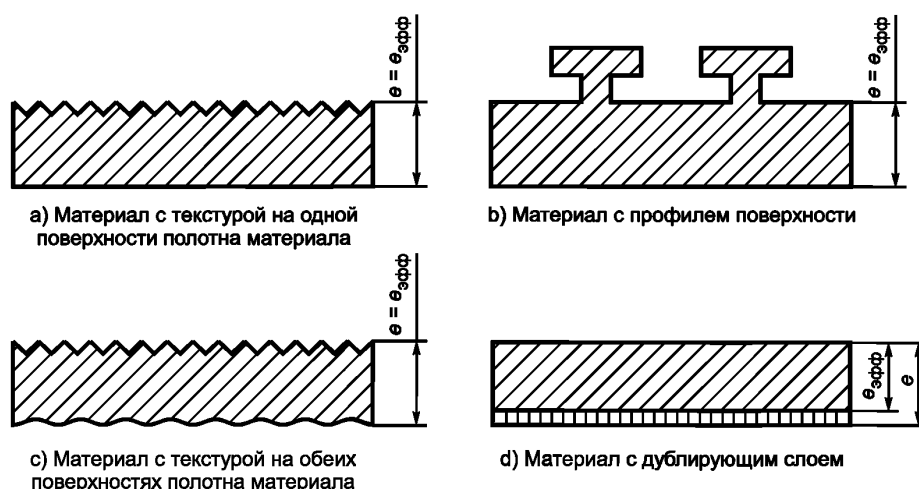 e = eэфф
e = eэфф
a) Материал с текстурой на одной
поверхности полотна материала
b) Материал с профилем поверхности
e = eэфф
eэфф
e
c) Материал с текстурой на обеих
поверхностях полотна материала
d) Материал с дублирующим слоем